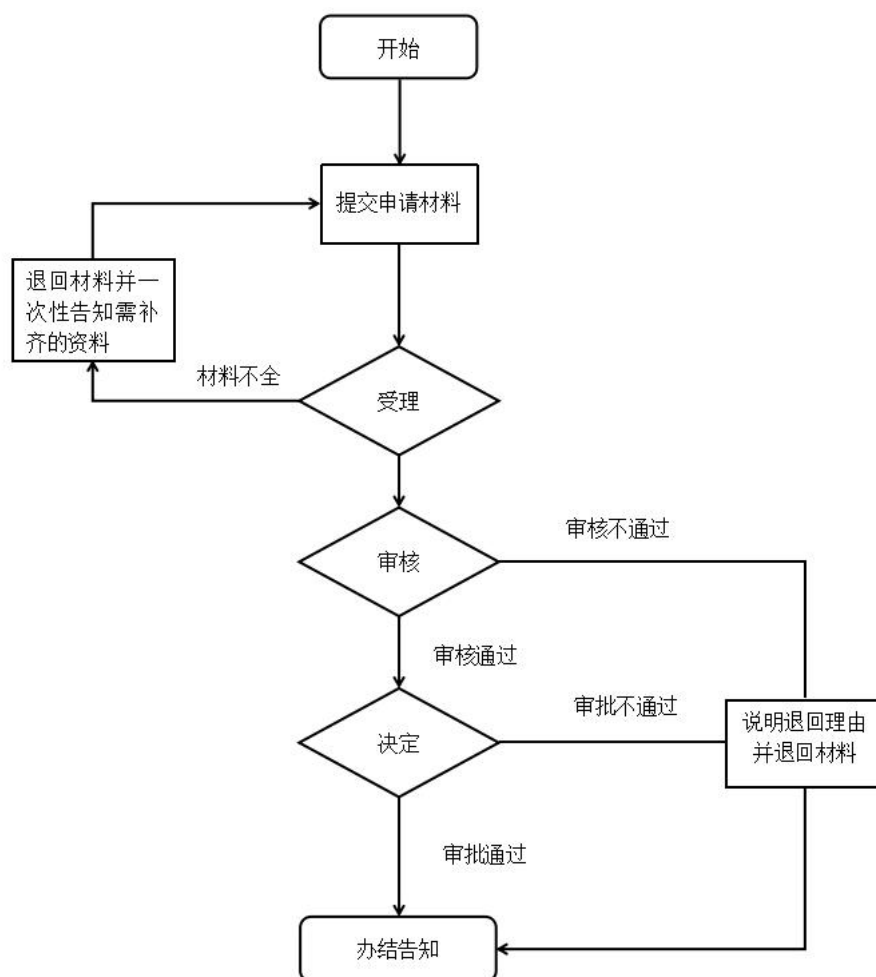 开始
提交申请材料
退回材料并一
次性告知需补
齐的资料
材料不全
受理
审核不通过
审核
审核通过
审批不通过
说明退回理由
并退回材料
决定
审批通过
办结告知